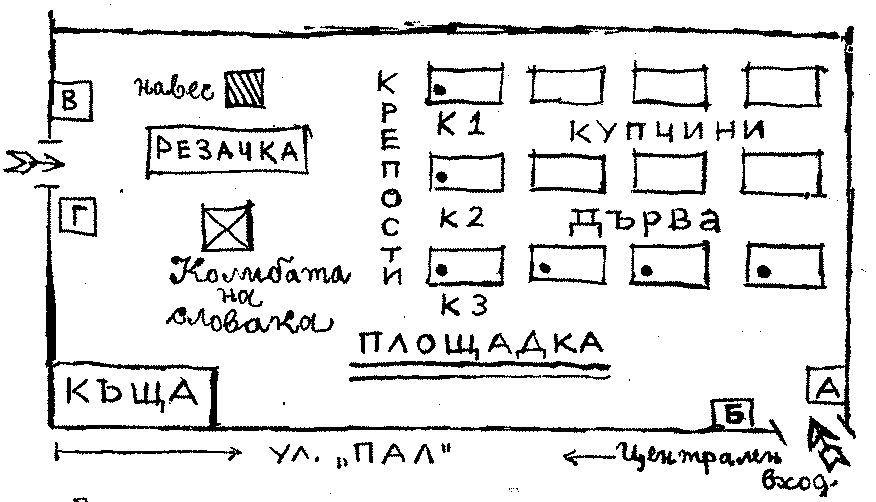 В
навес
РЕЗАЧКА
Г
Колибата
на
словака
КРЕПОСТИ
К1
КУПЧИНИ
К2
ДЪРВА
К3
ПЛОЩАДКА
КЪЩА
А
Б
УЛ. „ПАЛ"
Централен
вход.